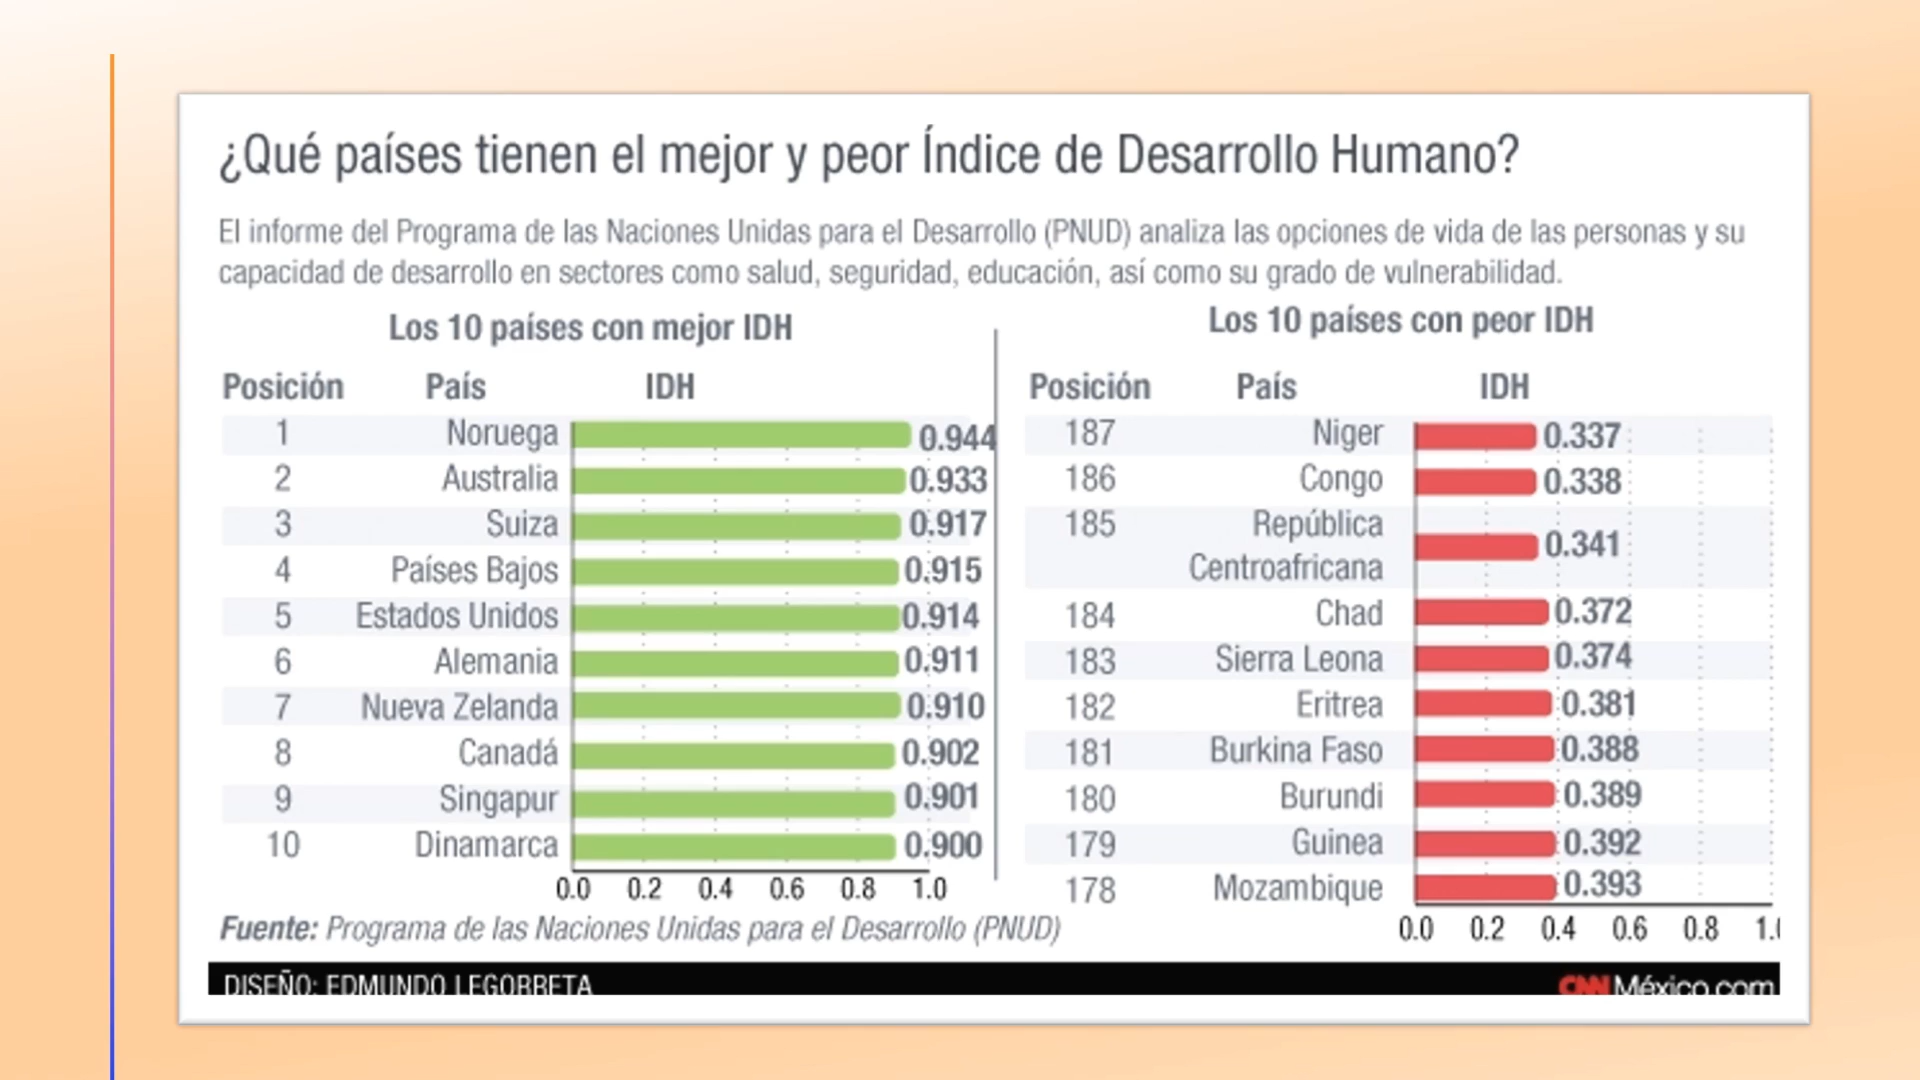 ¿Qué países tienen el mejor y peor Índice de Desarrollo Humano?
El informe del Programa de las Naciones Unidas para el Desarrollo (PNUD) analiza las opciones de vida de las personas y su
capacidad de desarrollo en sectores como salud, seguridad, educación, así como su grado de vulnerabilidad.
Los 10 países con mejor IDH
Posición País IDH
1 Noruega 0.944
2 Australia 0.933
3 Suiza 0.917
4 Países Bajos 0.915
5 Estados Unidos 0.914
6 Alemania 0.911
7 Nueva Zelanda 0.910
8 Canadá 0.902
9 Singapur 0.901
10 Dinamarca 0.900
0.0 0.2 0.4 0.6 0.8 1.0
Los 10 países con peor IDH
Posición País IDH
187 Niger 0.337
186 Congo 0.338
185 República
Centroafricana 0.341
184 Chad 0.372
183 Sierra Leona 0.374
182 Eritrea 0.381
181 Burkina Faso 0.388
180 Burundi 0.389
179 Guinea 0.392
178 Mozambique 0.393
0.0 0.2 0.4 0.6 0.8 1.0
Fuente: Programa de las Naciones Unidas para el Desarrollo (PNUD)
DISEÑO: EDMUNDO LEGORRETA
CNNMéxico.com